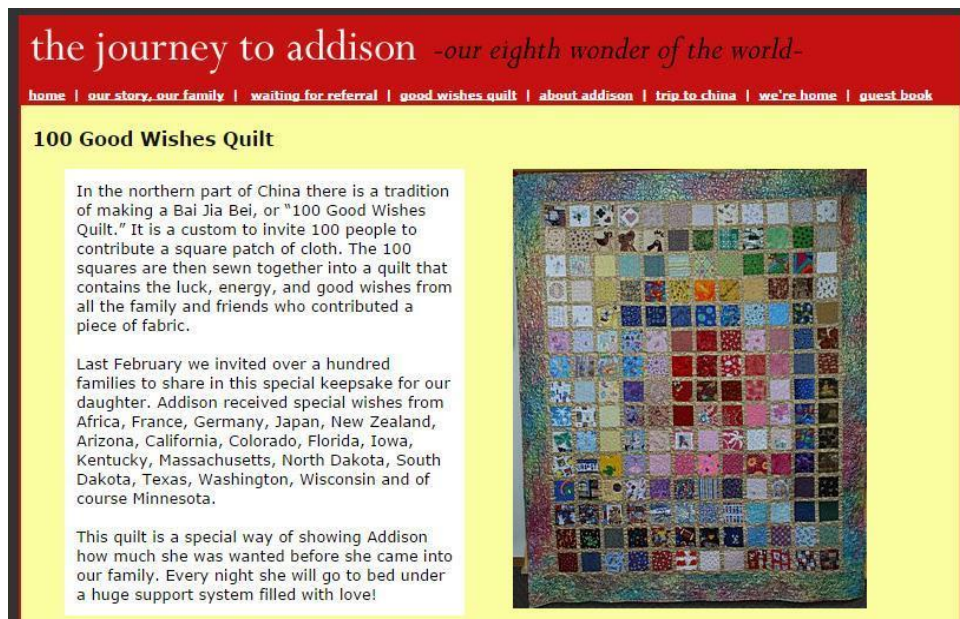 the journey to addison -our eighth wonder of the world-
home | our story, our family | waiting for referral | good wishes quilt | about addison | trip to china | we're home | guest book
100 Good Wishes Quilt
In the northern part of China there is a tradition
of making a Bai Jia Bei, or “100 Good Wishes
Quilt.” It is a custom to invite 100 people to
contribute a square patch of cloth. The 100
squares are then sewn together into a quilt that
contains the luck, energy, and good wishes from
all the family and friends who contributed a
piece of fabric.
Last February we invited over a hundred
families to share in this special keepsake for our
daughter. Addison received special wishes from
Africa, France, Germany, Japan, New Zealand,
Arizona, California, Colorado, Florida, Iowa,
Kentucky, Massachusetts, North Dakota, South
Dakota, Texas, Washington, Wisconsin and of
course Minnesota.
This quilt is a special way of showing Addison
how much she was wanted before she came into
our family. Every night she will go to bed under
a huge support system filled with love!